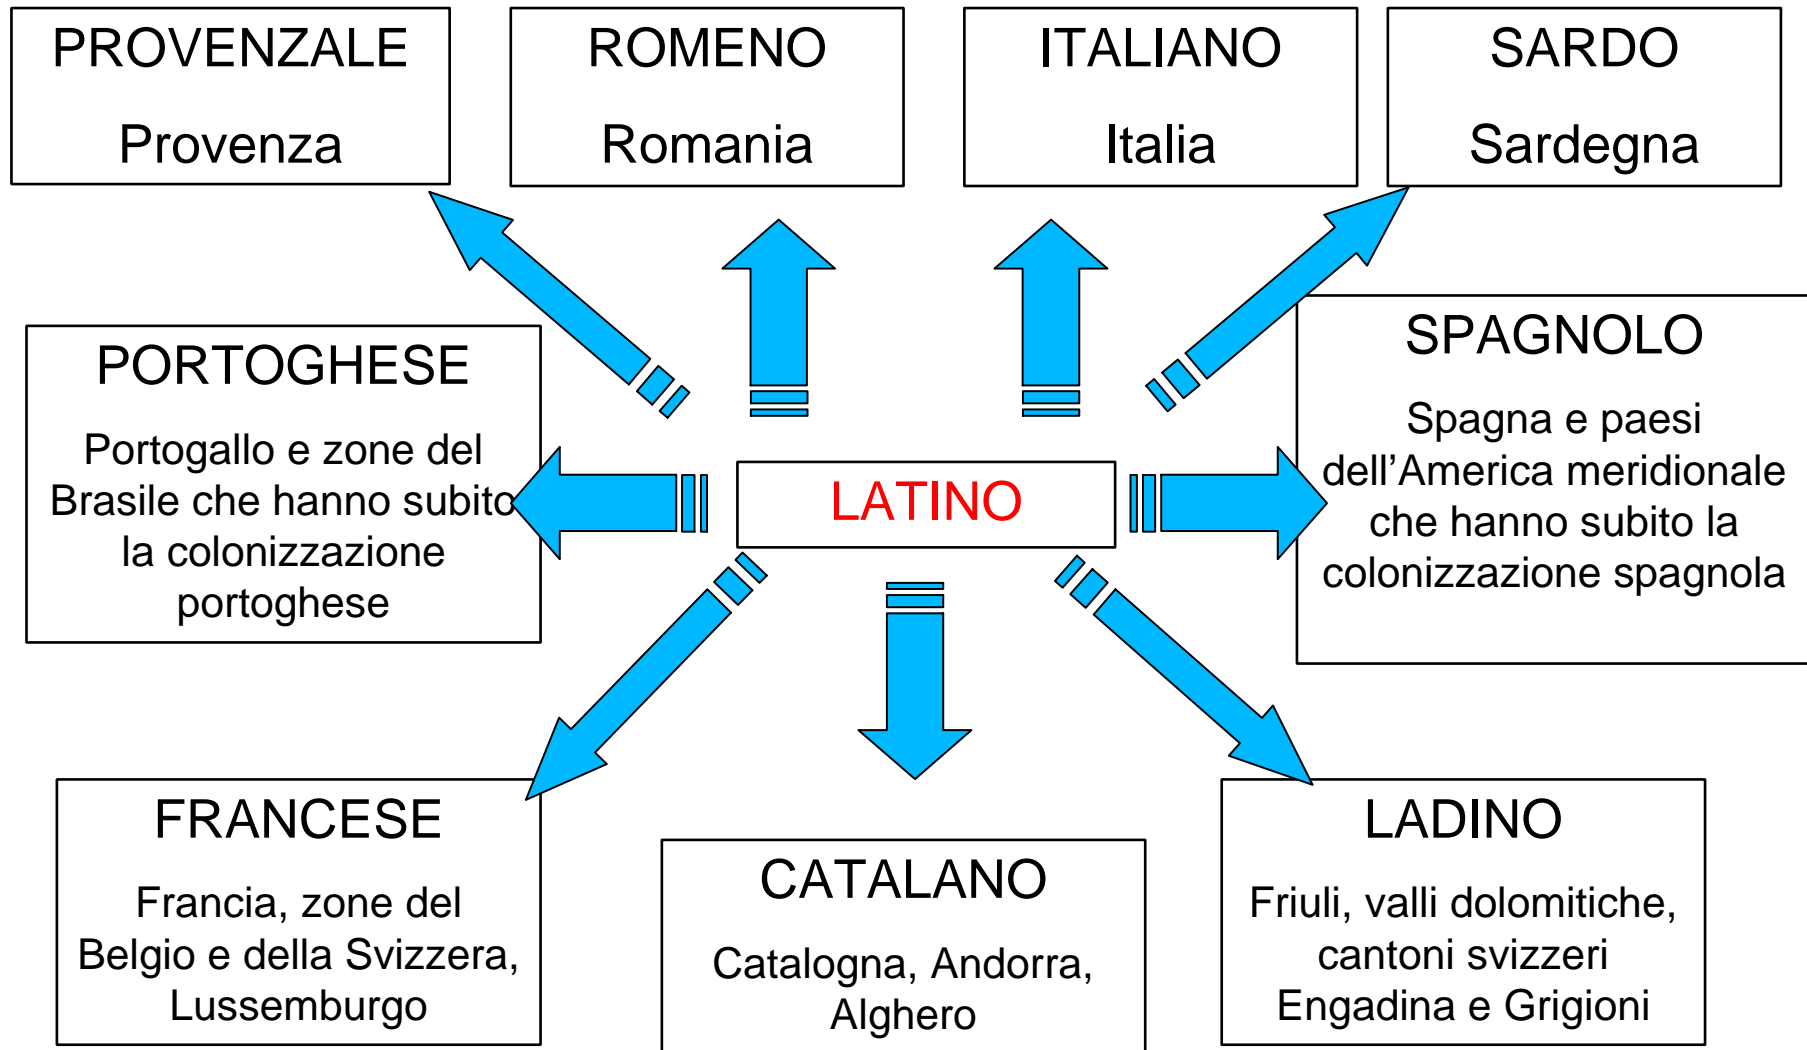 PROVENZALE
Provenza
ROMENO
Romania
ITALIANO
Italia
SARDO
Sardegna
PORTOGHESE
Portogallo e zone del
Brasile che hanno subito
la colonizzazione
portoghese
LATINO
SPAGNOLO
Spagna e paesi
dell’America meridionale
che hanno subito la
colonizzazione spagnola
FRANCESE
Francia, zone del
Belgio e della Svizzera,
Lussemburgo
CATALANO
Catalogna, Andorra,
Alghero
LADINO
Friuli, valli dolomitiche,
cantoni svizzeri
Engadina e Grigioni